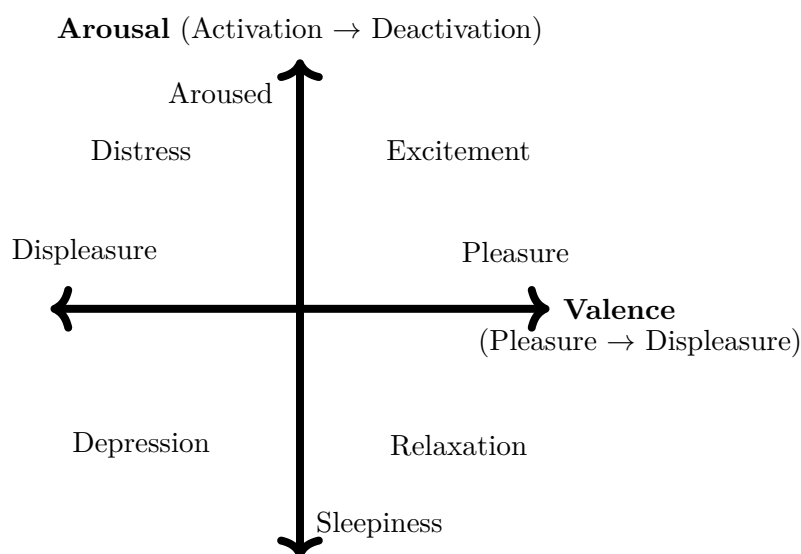 Arousal (Activation → Deactivation)
Aroused
Distress
Excitement
Displeasure
Pleasure
Valence
(Pleasure → Displeasure)
Depression
Relaxation
Sleepiness